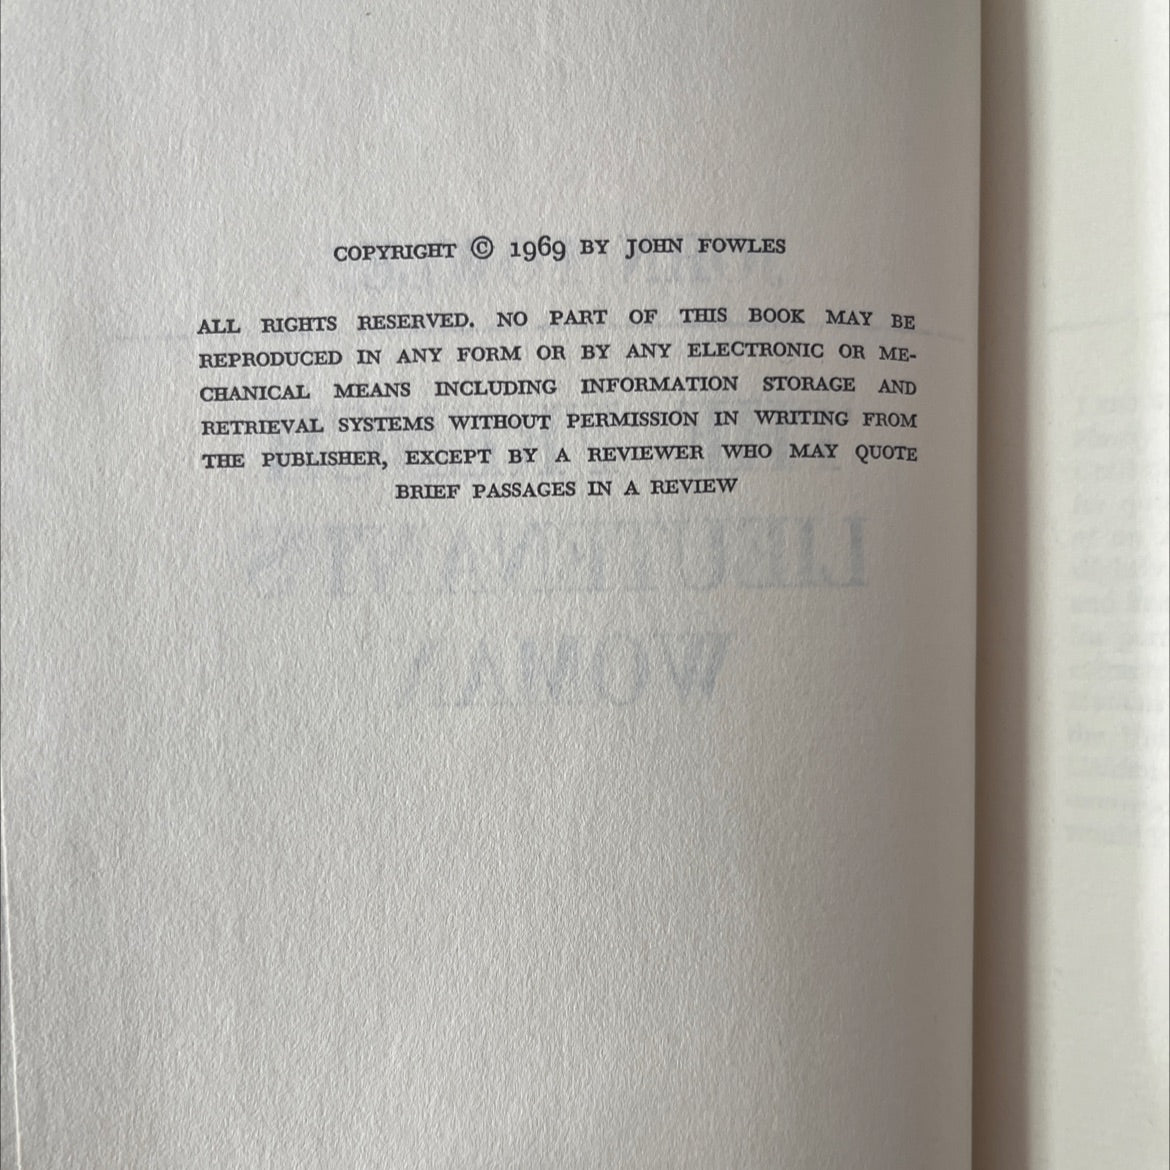 COPYRIGHT © 1969 BY JOHN FOWLES
ALL RIGHTS RESERVED. NO PART OF THIS BOOK MAY BE
REPRODUCED IN ANY FORM OR BY ANY ELECTRONIC OR ME-
CHANICAL MEANS INCLUDING INFORMATION STORAGE AND
RETRIEVAL SYSTEMS WITHOUT PERMISSION IN WRITING FROM
THE PUBLISHER, EXCEPT BY A REVIEWER WHO MAY QUOTE
BRIEF PASSAGES IN A REVIEW
LIEUTENANT'S
WOMAN